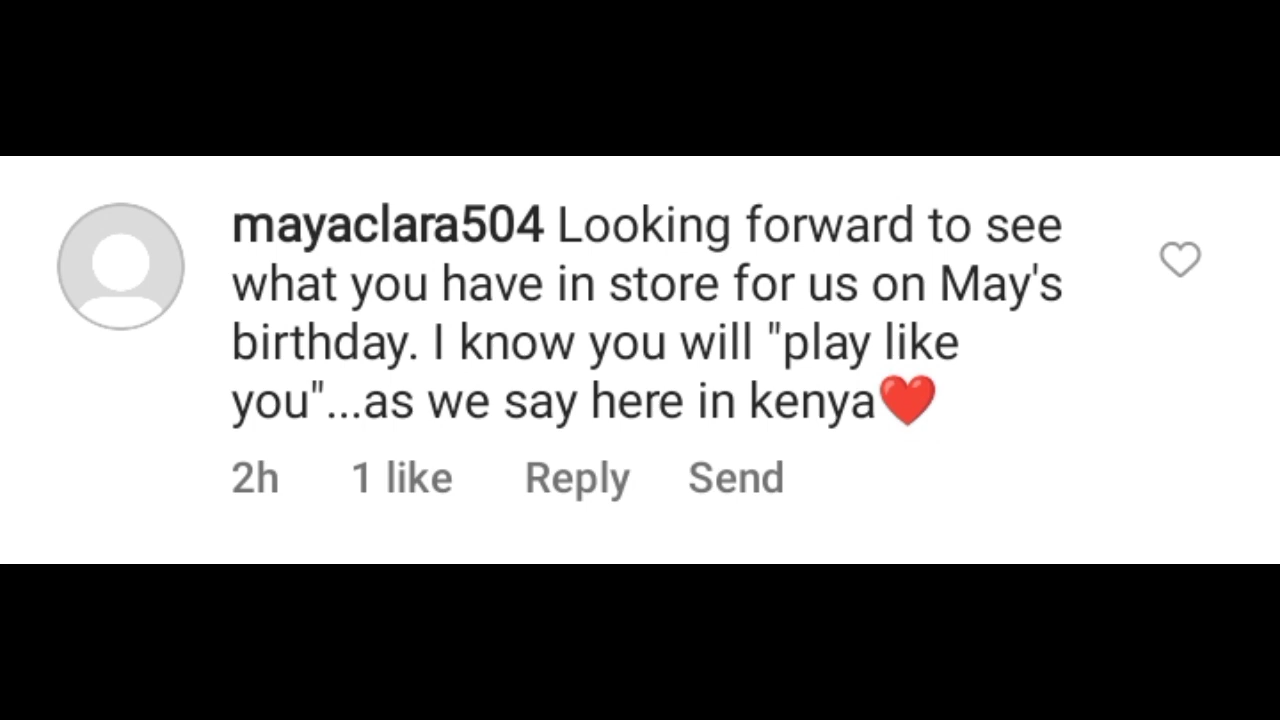 mayaclara504 Looking forward to see
what you have in store for us on May's
birthday. I know you will "play like
you"...as we say here in kenya❤️
2h 1 like Reply Send